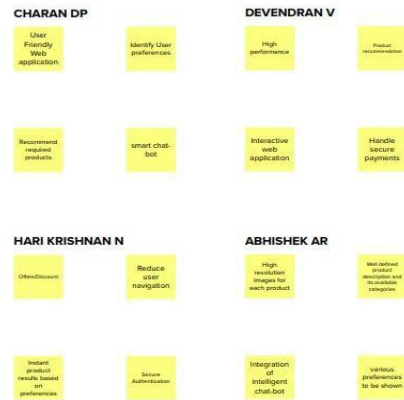 CHARAN DP
User
Friendly
Web
application
Identify User
preferences
Recommend
required
products
smart chat-
bot
DEVENDRAN V
High
performance
Product
recommendation
Interactive
web
application
Handle
secure
payments
HARI KRISHNAN N
Offers/Discount
Reduce
user
navigation
Instant
product
results based
on
preferences
Secure
Authentication
ABHISHEK AR
High
resolution
images for
each product
Well defined
product
description and
its available
categories
Integration
of
intelligent
chat-bot
various
preferences
to be shown